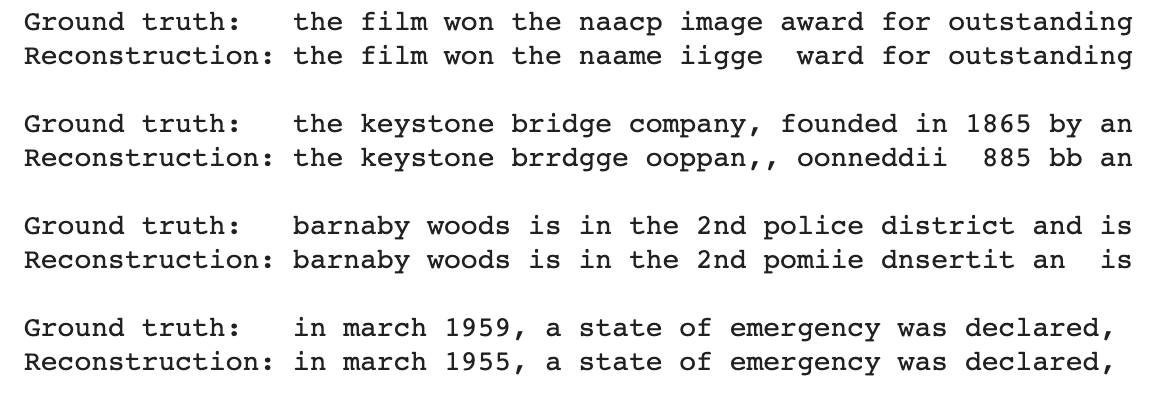 Ground truth:   the film won the naacp image award for outstanding
Reconstruction: the film won the naame iigge  ward for outstanding
Ground truth:   the keystone bridge company, founded in 1865 by an
Reconstruction: the keystone brrdgge ooppan,, oonneddii  885 bb an
Ground truth:   barnaby woods is in the 2nd police district and is
Reconstruction: barnaby woods is in the 2nd pomiie dnsertit an  is
Ground truth:   in march 1959, a state of emergency was declared,
Reconstruction: in march 1955, a state of emergency was declared,